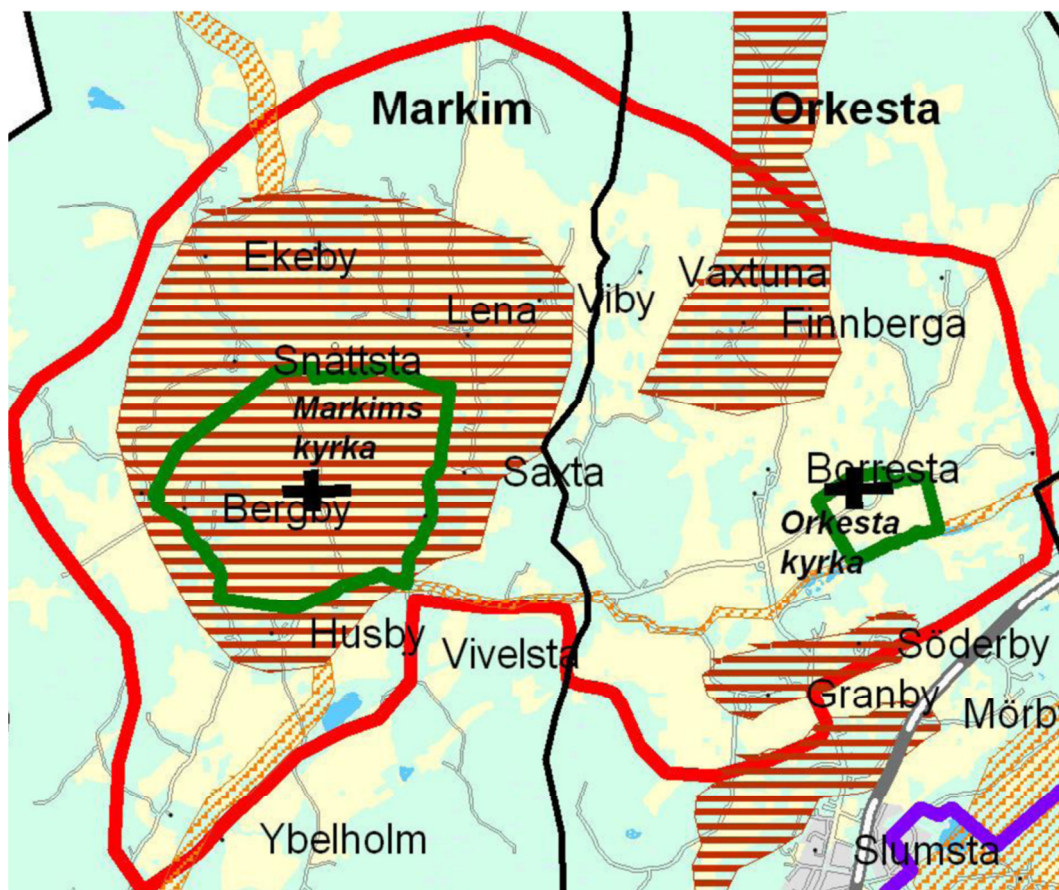 Markim
Orkesta
Ekeby
Vaxtuna
Lena
Viby
Finnberga
Snåttsta
Markims
kyrka
Saxta
Borresta
Bergby
Orkesta
kyrka
Husby
Vivelsta
Söderby
Granby
Mörby
Ybelholm
Slumsta